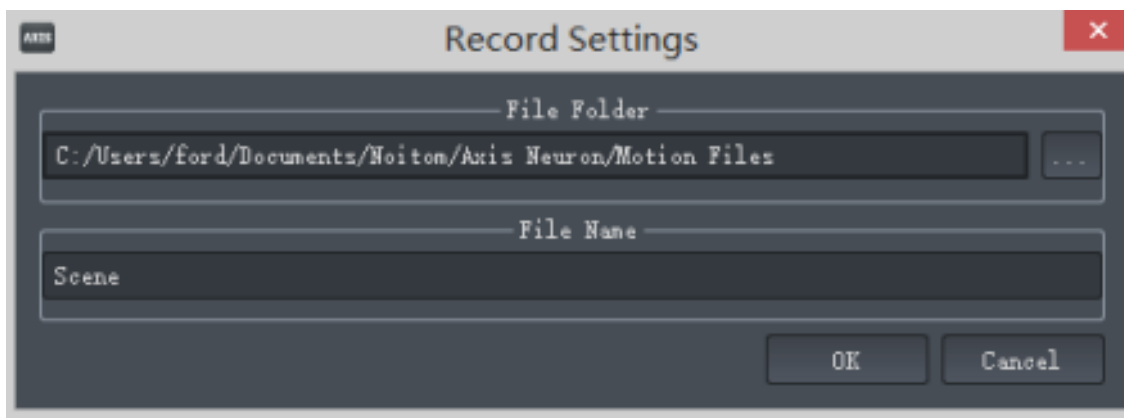 AXIS
Record Settings
×
File Folder
C:/Users/ford/Documents/Noitom/Axis Neuron/Motion Files
...
File Name
Scene
OK
Cancel